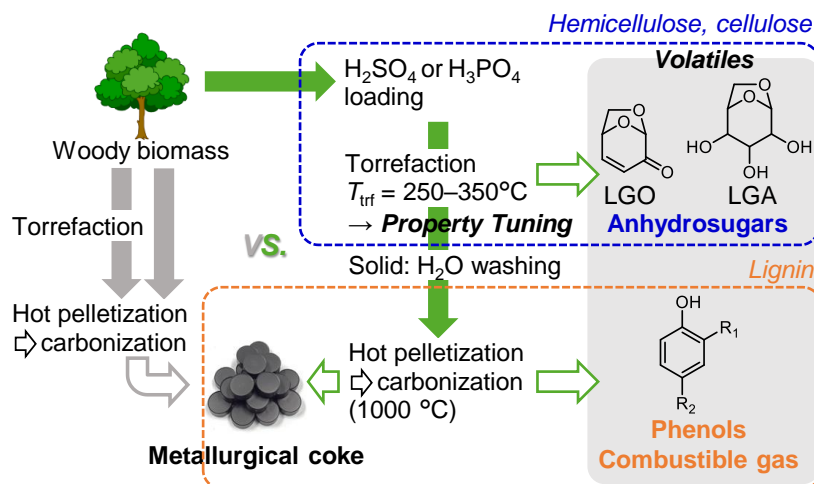 Hemicellulose, cellulose
Volatiles
H₂SO₄ or H₃PO₄
loading
O
O
O
LGO
O
O
HO
OH
OH
LGA
Anhydrosugars
Woody biomass
Torrefaction
Torrefaction
T_trf = 250–350°C
→ Property Tuning
VS.
Solid: H₂O washing
Lignin
Hot pelletization
carbonization
Hot pelletization
carbonization
(1000 °C)
OH
R₁
R₂
Phenols
Combustible gas
Metallurgical coke